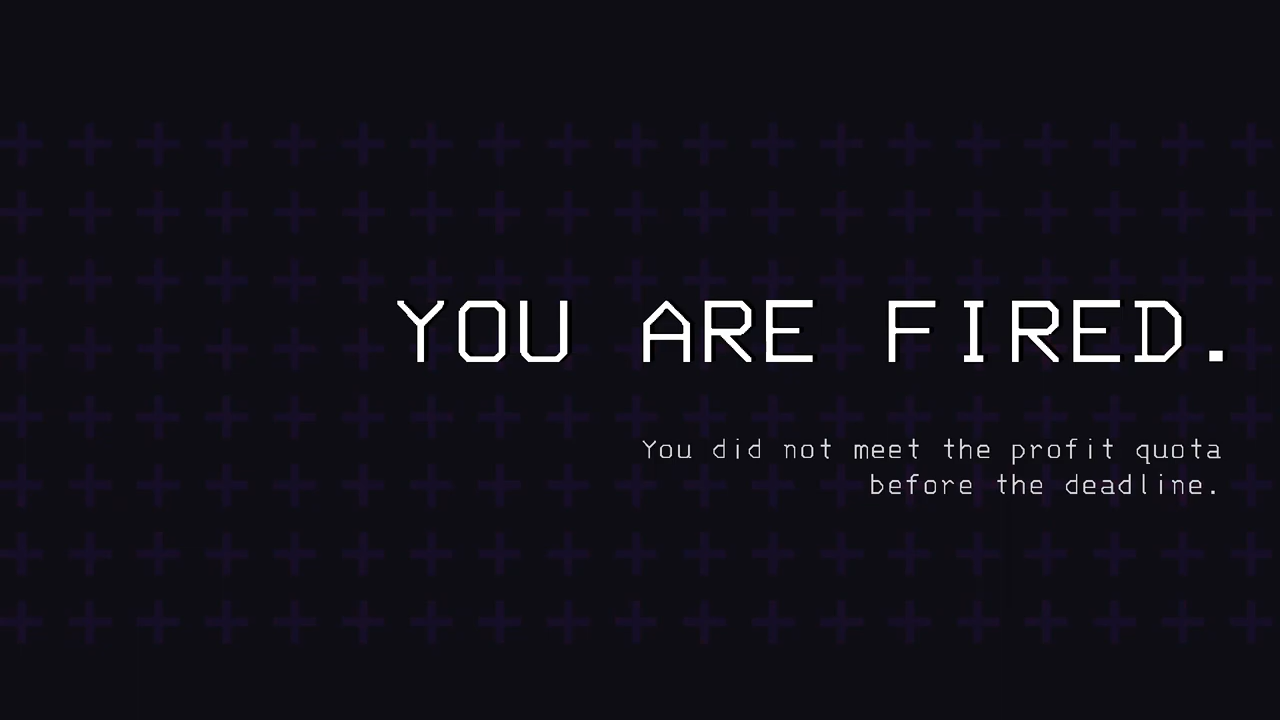 YOU ARE FIRED.
You did not meet the profit quota
before the deadline.